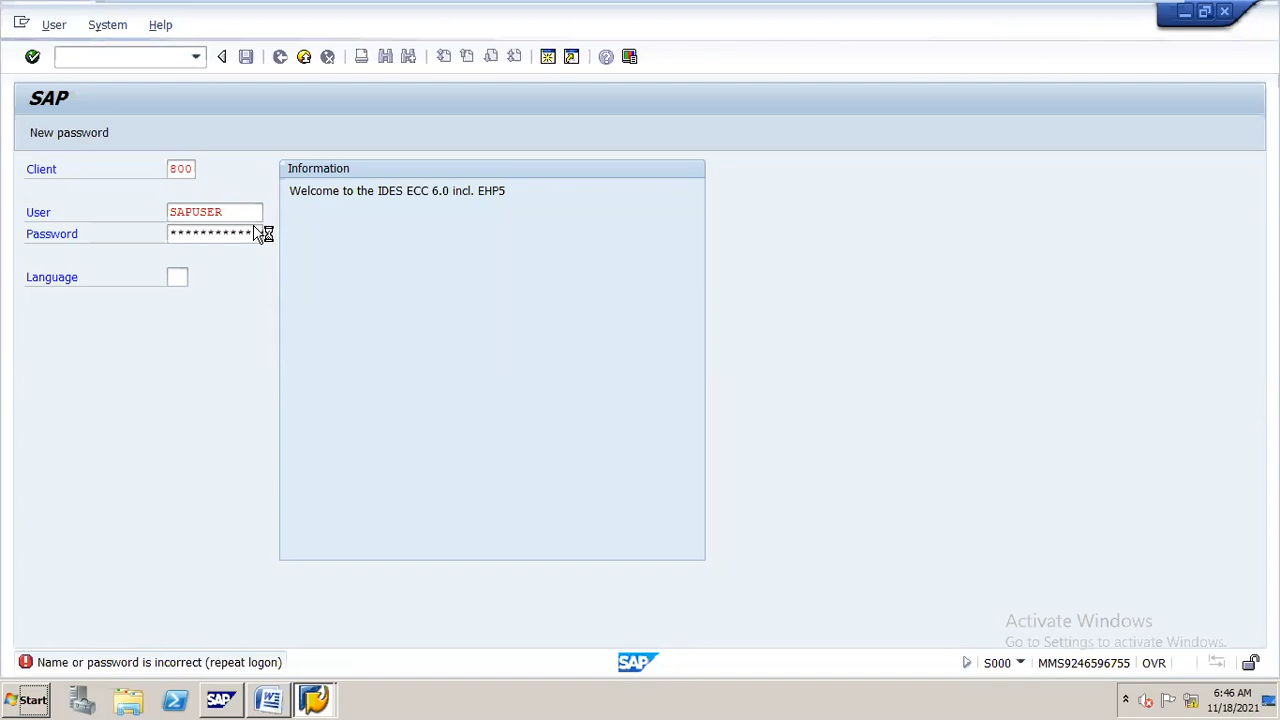 User System Help
SAP
New password
Client 800
Information
Welcome to the IDES ECC 6.0 incl. EHP5
User SAPUSER
Password ***********
Language
Activate Windows
Go to Settings to activate Windows.
Name or password is incorrect (repeat logon)
SAP
S000 MMS9246596755 OVR
Start
SAP
6:46 AM
11/18/2021